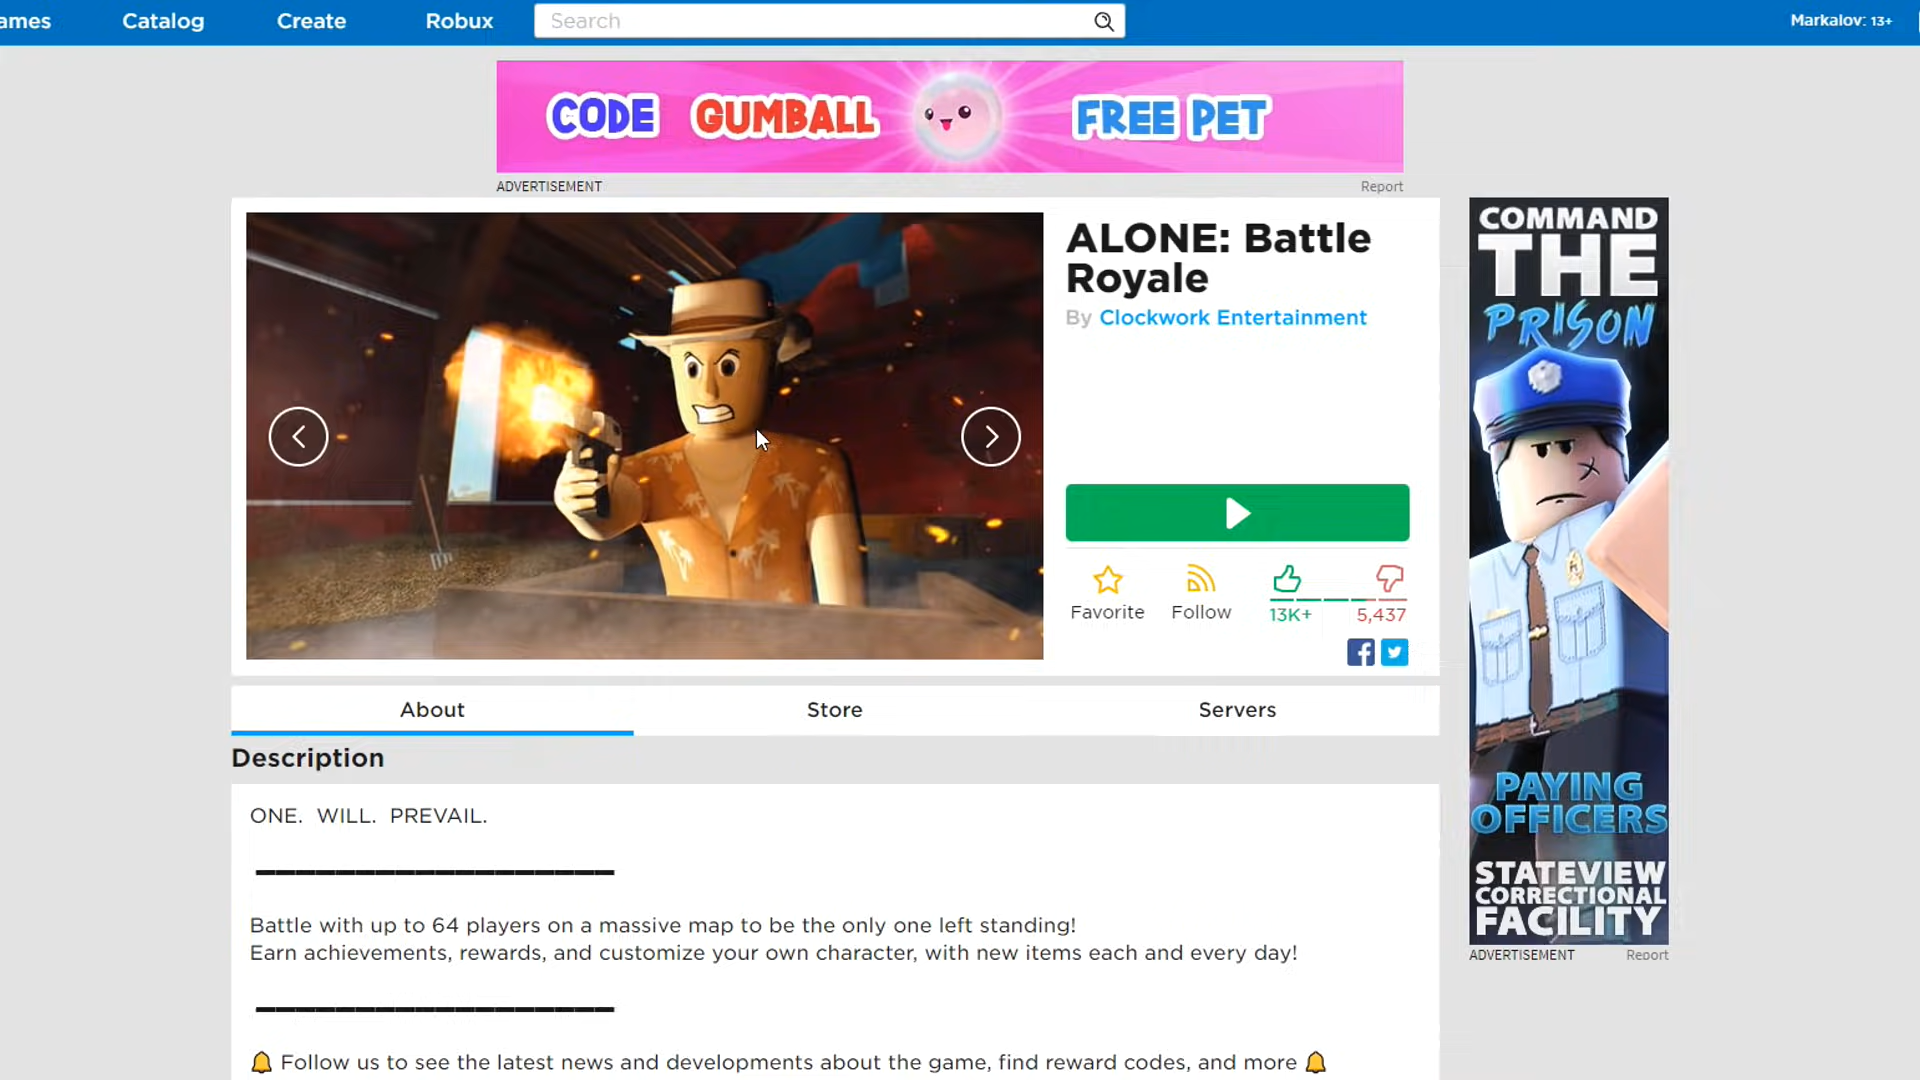 ames
Catalog
Create
Robux
Search
Markalov: 13+
CODE GUMBALL FREE PET
ADVERTISEMENT
Report
ALONE: Battle
Royale
By Clockwork Entertainment
Favorite
Follow
13K+
5,437
About
Store
Servers
Description
ONE. WILL. PREVAIL.
Battle with up to 64 players on a massive map to be the only one left standing!
Earn achievements, rewards, and customize your own character, with new items each and every day!
🔔 Follow us to see the latest news and developments about the game, find reward codes, and more 🔔
COMMAND
THE
PRISON
PAYING
OFFICERS
STATEVIEW
CORRECTIONAL
FACILITY
ADVERTISEMENT
Report